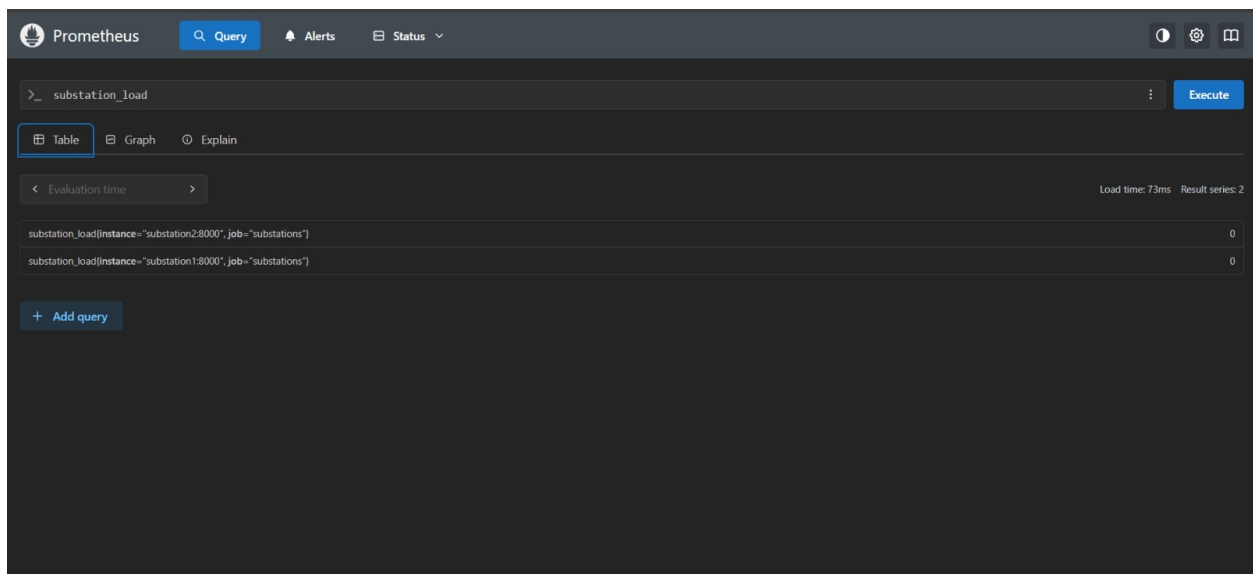 Prometheus Query Alerts Status
>_ substation_load Execute
Table Graph Explain
Evaluation time Load time: 73ms Result series: 2
substation_load{instance="substation2:8000", job="substations"} 0
substation_load{instance="substation1:8000", job="substations"} 0
+ Add query